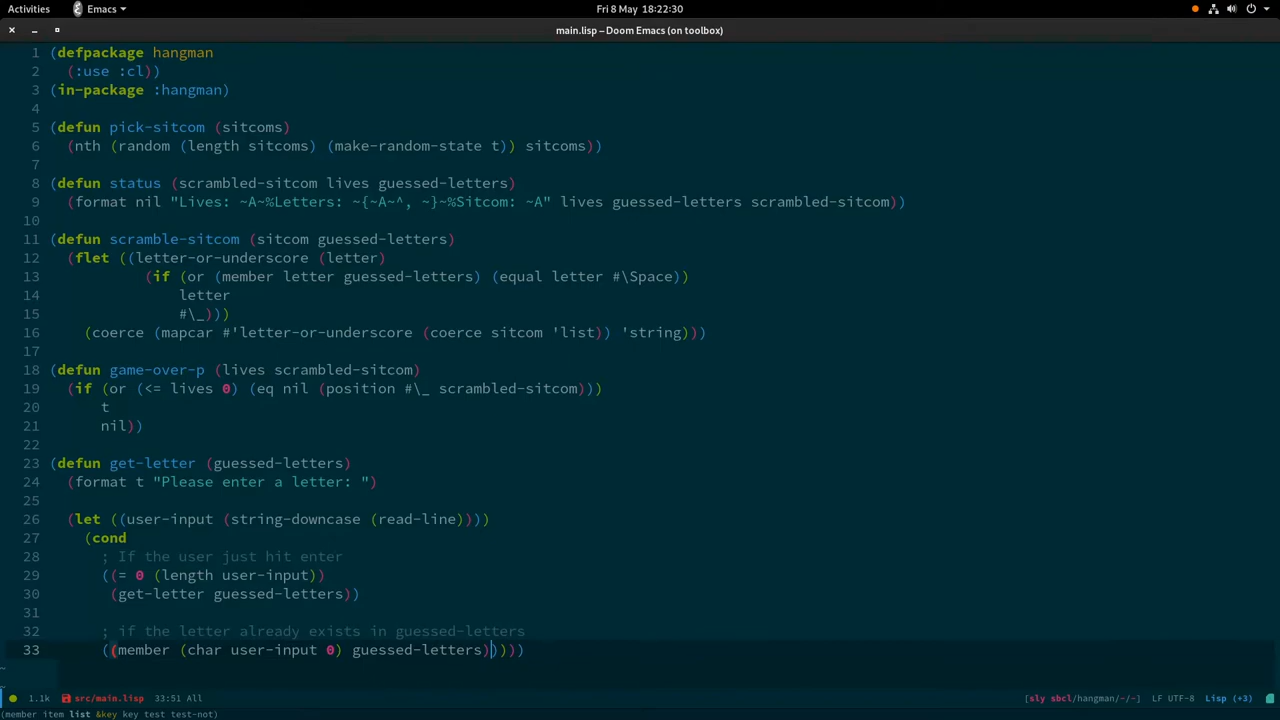 Activities Emacs Fri 8 May 18:22:30
main.lisp – Doom Emacs (on toolbox)
1 (defpackage hangman
2   (:use :cl))
3 (in-package :hangman)
4
5 (defun pick-sitcom (sitcoms)
6   (nth (random (length sitcoms) (make-random-state t)) sitcoms))
7
8 (defun status (scrambled-sitcom lives guessed-letters)
9   (format nil "Lives: ~A~%Letters: ~{~A~^, ~}~%Sitcom: ~A" lives guessed-letters scrambled-sitcom))
10
11 (defun scramble-sitcom (sitcom guessed-letters)
12   (flet ((letter-or-underscore (letter)
13            (if (or (member letter guessed-letters) (equal letter #\Space))
14                letter
15                #\_)))
16     (coerce (mapcar #'letter-or-underscore (coerce sitcom 'list)) 'string)))
17
18 (defun game-over-p (lives scrambled-sitcom)
19   (if (or (<= lives 0) (eq nil (position #\_ scrambled-sitcom)))
20       t
21       nil))
22
23 (defun get-letter (guessed-letters)
24   (format t "Please enter a letter: ")
25
26   (let ((user-input (string-downcase (read-line))))
27     (cond
28       ; If the user just hit enter
29       ((= 0 (length user-input))
30        (get-letter guessed-letters))
31
32       ; if the letter already exists in guessed-letters
33       ((member (char user-input 0) guessed-letters)))))
~
~
1.1k src/main.lisp 33:51 All [sly sbcl/hangman/-/-] LF UTF-8 Lisp (+3)
(member item list &key key test test-not)